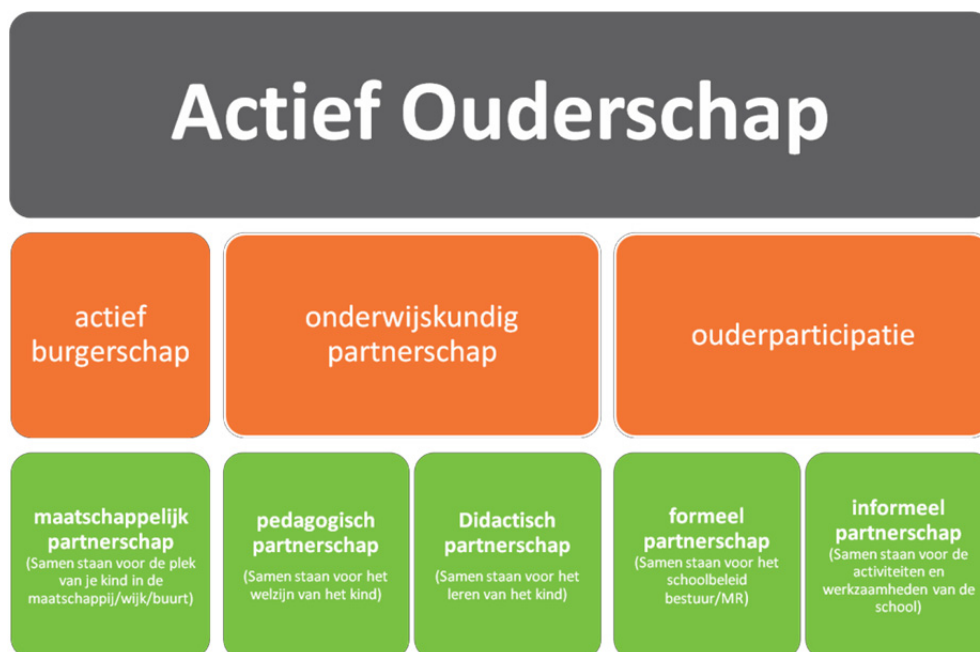 Actief Ouderschap
actief
burgerschap
onderwijskundig
partnerschap
ouderparticipatie
maatschappelijk
partnerschap
(Samen staan voor de plek
van je kind in de
maatschappij/wijk/buurt)
pedagogisch
partnerschap
(Samen staan voor het
welzijn van het kind)
Didactisch
partnerschap
(Samen staan voor het
leren van het kind)
formeel
partnerschap
(Samen staan voor het
schoolbeleid
bestuur/MR)
informeel
partnerschap
(Samen staan voor de
activiteiten en
werkzaamheden van de
school)